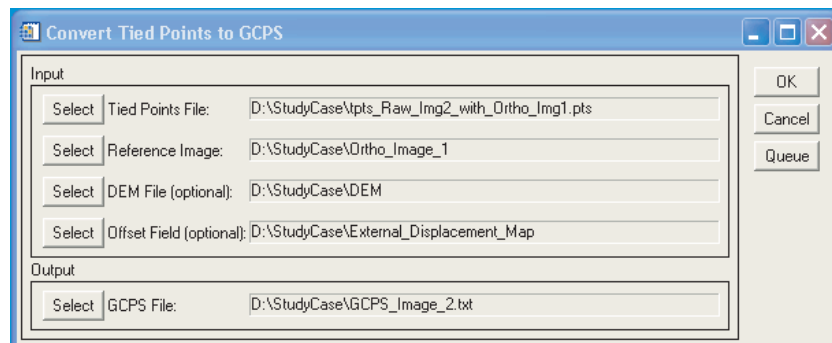 Convert Tied Points to GCPS
Input
OK
Select Tied Points File: D:\StudyCase\tpts_Raw_Img2_with_Ortho_Img1.pts
Cancel
Select Reference Image: D:\StudyCase\Ortho_Image_1
Queue
Select DEM File (optional): D:\StudyCase\DEM
Select Offset Field (optional): D:\StudyCase\External_Displacement_Map
Output
Select GCPS File: D:\StudyCase\GCPS_Image_2.txt